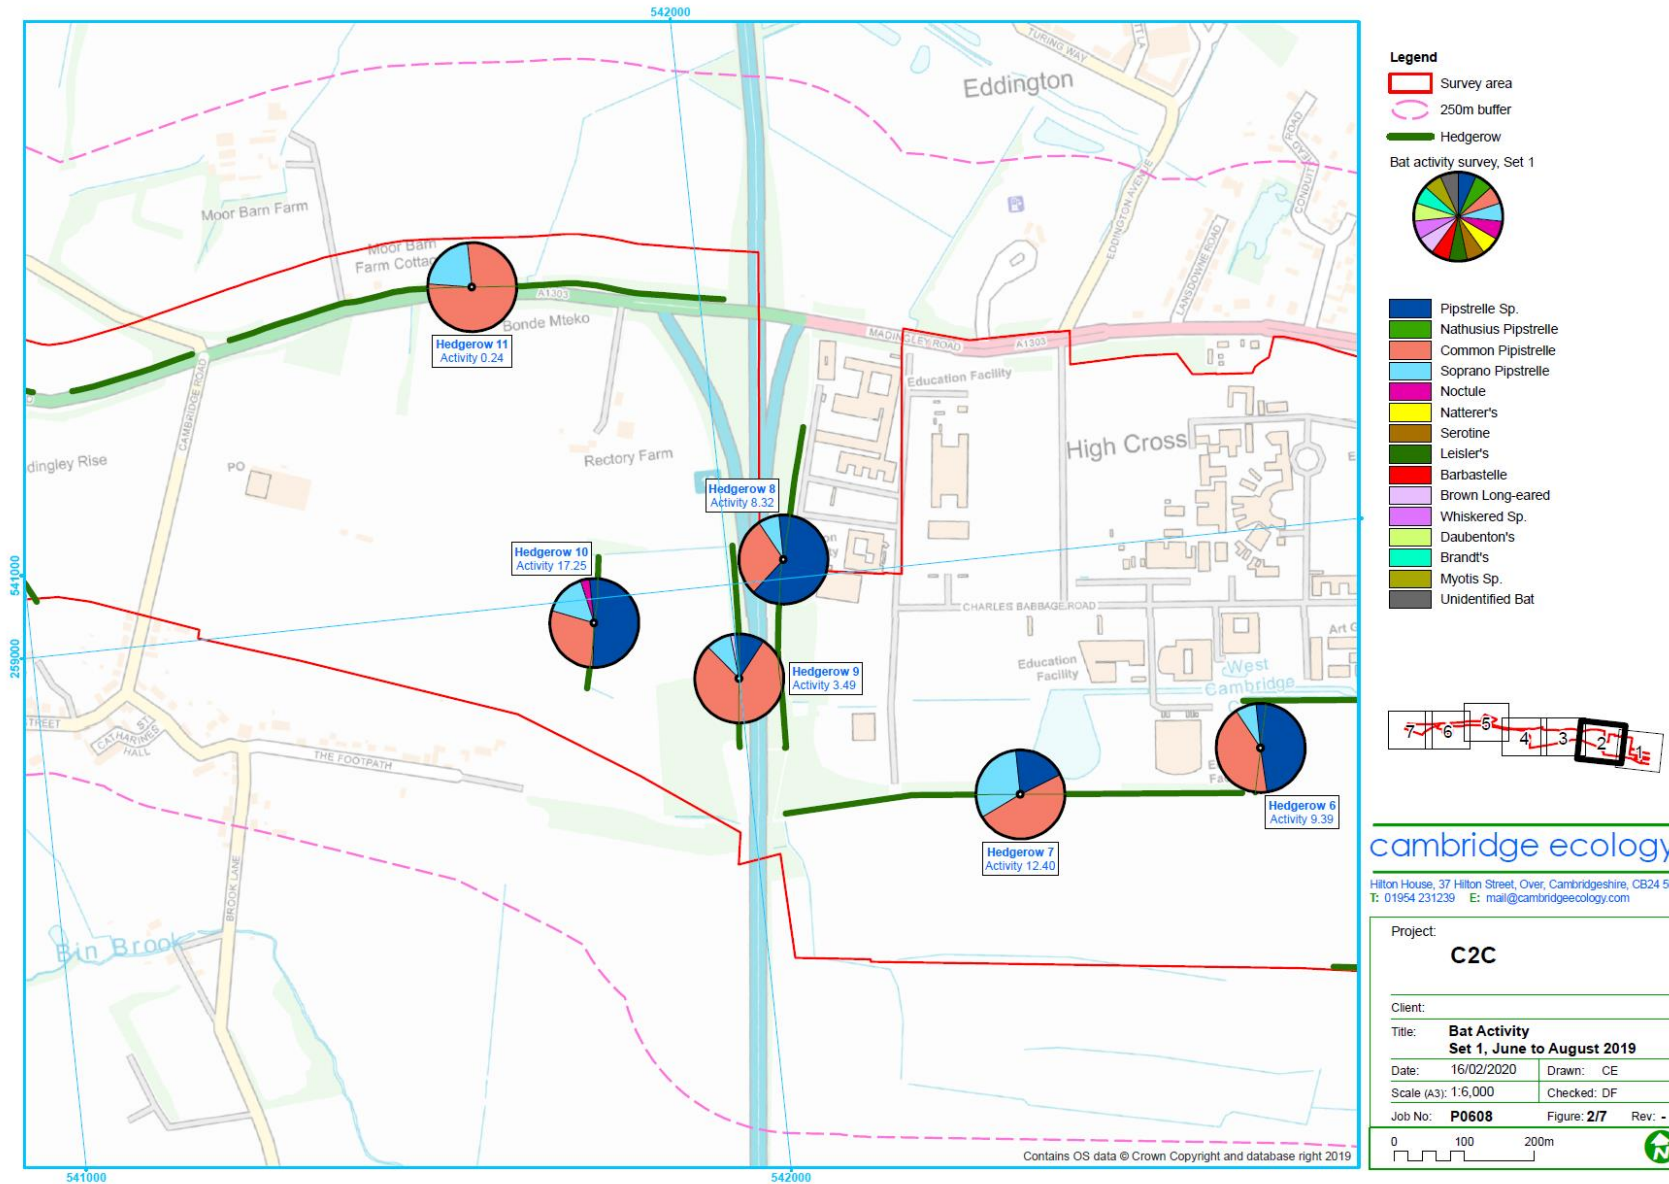 542000
Eddington
TURING WAY
CONDUIT
ROAD
Moor Barn Farm
Moor Barn
Farm Cottag
EDDINGTON AVENUE
LANSDOWNE ROAD
A1303
Bonde Mteko
Hedgerow 11
Activity 0.24
MADINGLEY ROAD
A1303
Education Facility
CAMBRIDGE ROAD
High Cross
dingley Rise
PO
Rectory Farm
Hedgerow 8
Activity 8.32
Hedgerow 10
Activity 17.25
541000
CHARLES BABBAGE ROAD
Art G
259000
Education
Facility
West
Cambridge
Hedgerow 9
Activity 3.49
TREET
ST.
CATHARINES
HALL
THE FOOTPATH
Hedgerow 6
Activity 9.39
Hedgerow 7
Activity 12.40
BROOK LANE
Bin Brook
Contains OS data © Crown Copyright and database right 2019
541000
542000
Legend
Survey area
250m buffer
Hedgerow
Bat activity survey, Set 1
Pipstrelle Sp.
Nathusius Pipstrelle
Common Pipistrelle
Soprano Pipstrelle
Noctule
Natterer's
Serotine
Leisler's
Barbastelle
Brown Long-eared
Whiskered Sp.
Daubenton's
Brandt's
Myotis Sp.
Unidentified Bat
7 6 5 4 3 2 1
cambridge ecology
Hilton House, 37 Hilton Street, Over, Cambridgeshire, CB24 5
T: 01954 231239 E: mail@cambridgeecology.com
Project:
C2C
Client:
Title: Bat Activity
Set 1, June to August 2019
Date: 16/02/2020 Drawn: CE
Scale (A3): 1:6,000 Checked: DF
Job No: P0608 Figure: 2/7 Rev: -
0 100 200m
N